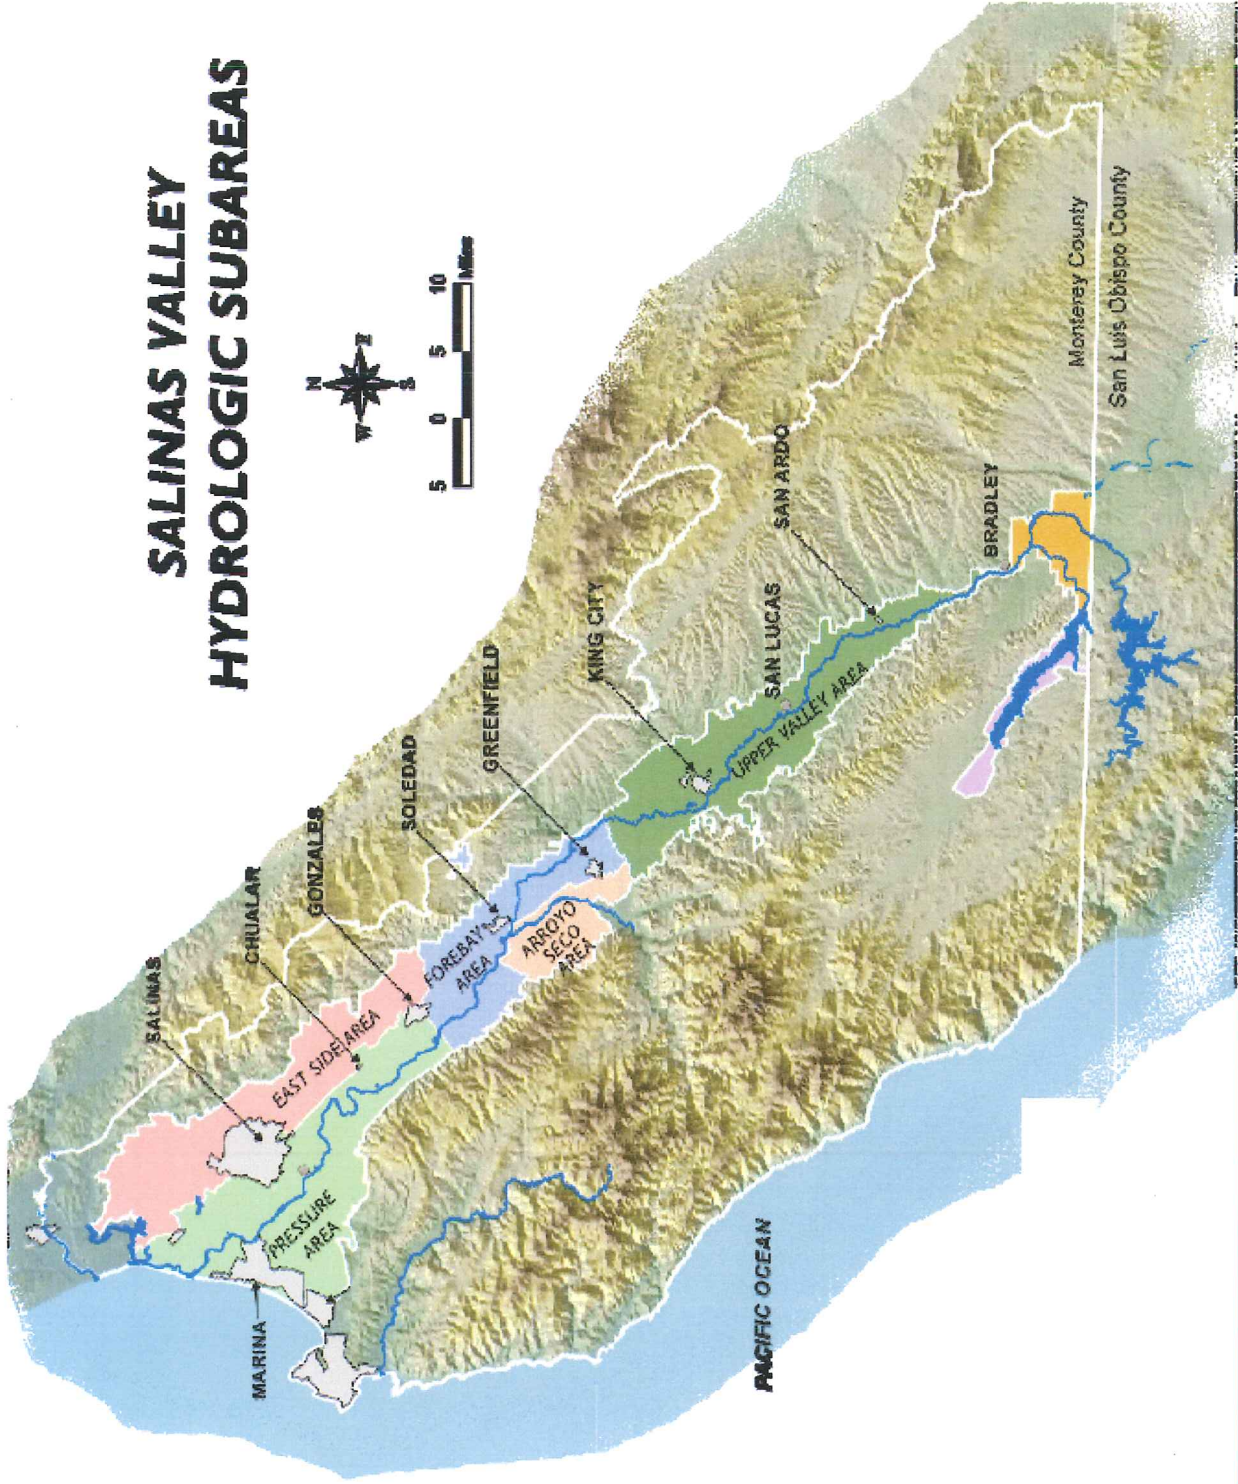 SALINAS VALLEY
HYDROLOGIC SUBAREAS
N
W
E
S
5
0
5
10
Miles
SALINAS
CHUALAR
GONZALES
SOLEDAD
GREENFIELD
KING CITY
SAN LUCAS
SAN ARDO
BRADLEY
MARINA
EAST SIDE AREA
PRESSURE
AREA
FOREBAY
AREA
ARROYO
SECO
AREA
UPPER VALLEY AREA
Monterey County
San Luis Obispo County
PACIFIC OCEAN